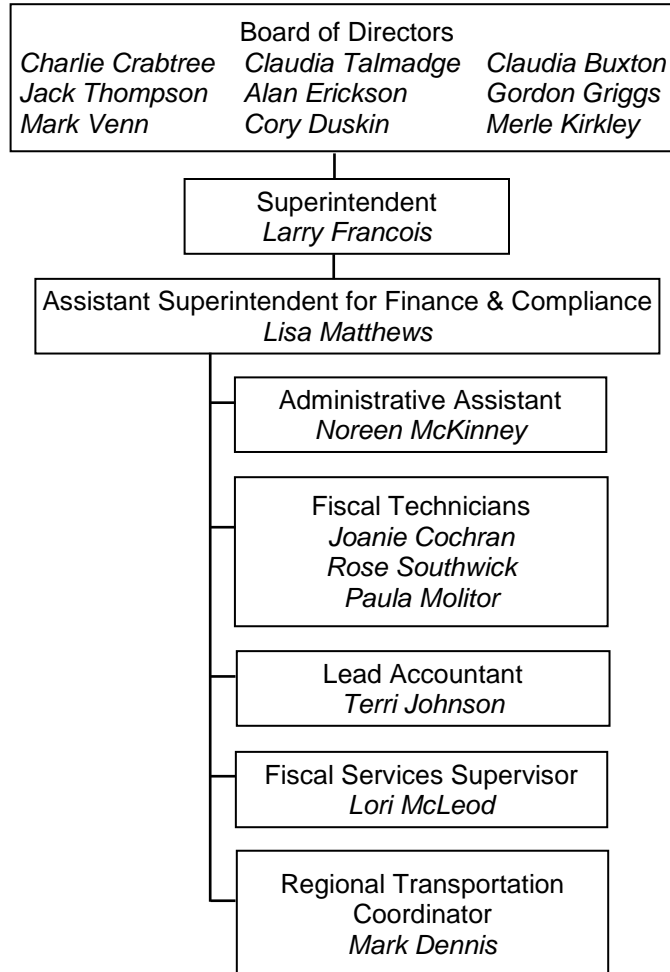 Board of Directors
Charlie Crabtree Claudia Talmadge Claudia Buxton
Jack Thompson Alan Erickson Gordon Griggs
Mark Venn Cory Duskin Merle Kirkley
Superintendent
Larry Francois
Assistant Superintendent for Finance & Compliance
Lisa Matthews
Administrative Assistant
Noreen McKinney
Fiscal Technicians
Joanie Cochran
Rose Southwick
Paula Molitor
Lead Accountant
Terri Johnson
Fiscal Services Supervisor
Lori McLeod
Regional Transportation
Coordinator
Mark Dennis